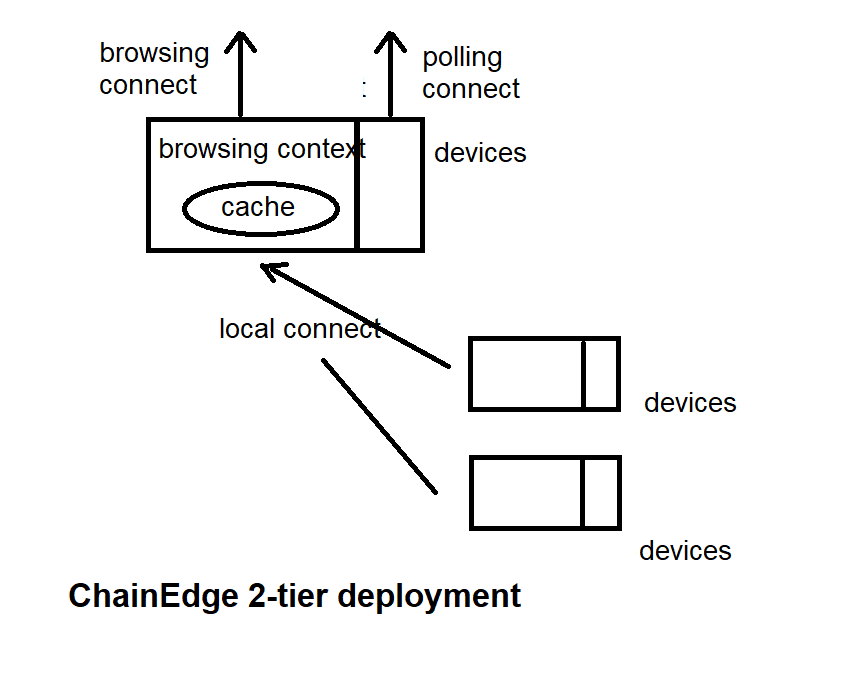 browsing
connect
:
polling
connect
browsing context
devices
cache
local connect
devices
devices
ChainEdge 2-tier deployment